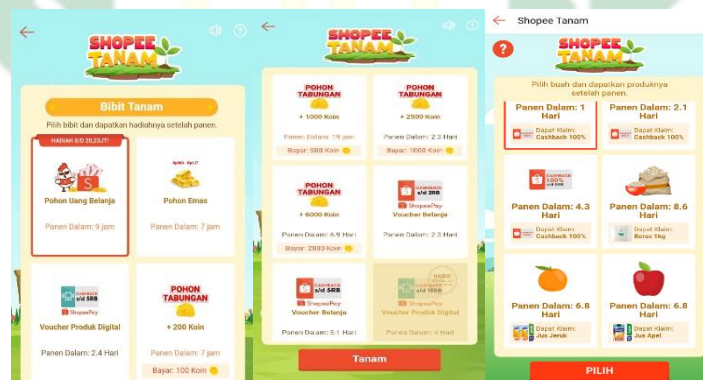 SHOPEE
TANAM
Bibit Tanam
Pilih bibit dan dapatkan hadiahnya setelah panen.
HADIAH S/D 20,23JT!
Pohon Uang Belanja
Panen Dalam: 9 jam
Pohon Emas
Panen Dalam: 7 jam
CASHBACK
s/d 5RB
ShopeePay
Voucher Produk Digital
Panen Dalam: 2.4 Hari
POHON
TABUNGAN
+ 200 Koin
Panen Dalam: 7 jam
Bayar: 100 Koin
SHOPEE
TANAM
POHON
TABUNGAN
+ 1000 Koin
Panen Dalam: 19 jam
Bayar: 500 Koin
POHON
TABUNGAN
+ 2500 Koin
Panen Dalam: 2.3 Hari
Bayar: 1000 Koin
POHON
TABUNGAN
+ 6000 Koin
Panen Dalam: 6.9 Hari
Bayar: 2000 Koin
CASHBACK
s/d 2RB
ShopeePay
Voucher Belanja
Panen Dalam: 2.3 Hari
CASHBACK
s/d 5RB
ShopeePay
Voucher Belanja
Panen Dalam: 3.1 Hari
HABIS
ShopeePay
Voucher Produk Digital
Panen Dalam: 4 Hari
Tanam
Shopee Tanam
SHOPEE
TANAM
Pilih buah dan dapatkan produknya
setelah panen.
Panen Dalam: 1
Hari
Dapat Klaim:
Cashback 100%
Panen Dalam: 2.1
Hari
Dapat Klaim:
Cashback 100%
CASHBACK
100%
Panen Dalam: 4.3
Hari
Dapat Klaim:
Cashback 100%
Panen Dalam: 8.6
Hari
Dapat Klaim:
Beras 1kg
Panen Dalam: 6.8
Hari
Dapat Klaim:
Jus Jeruk
Panen Dalam: 6.8
Hari
Dapat Klaim:
Jus Apel
PILIH